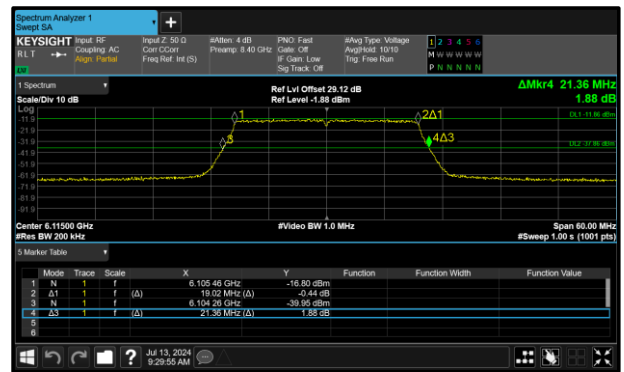 Spectrum Analyzer 1
Swept SA
+
KEYSIGHT Input: RF Input Z: 50 Ω #Atten: 4 dB PNO: Fast #Avg Type: Voltage 1 2 3 4 5 6
RLT Coupling: AC Corr CCorr Preamp: 8.40 GHz Gate: Off Avg|Hold: 10/10 M W W W W W
Align: Partial Freq Ref: Int (S) IF Gain: Low Trig: Free Run
Sig Track: Off P N N N N N
LW
1 Spectrum Ref Lvl Offset 29.12 dB ΔMkr4 21.36 MHz
Scale/Div 10 dB Ref Level -1.88 dBm 1.88 dB
Log
-11.9 1 2Δ1 DL1 -11.86 dBm
-21.9
-31.9 3 4Δ3 DL2 -37.86 dBm
-41.9
-51.9
-61.9
-71.9
-81.9
-91.9
Center 6.11500 GHz #Video BW 1.0 MHz Span 60.00 MHz
#Res BW 200 kHz #Sweep 1.00 s (1001 pts)
5 Marker Table
Mode Trace Scale X Y Function Function Width Function Value
1 N 1 f 6.105 46 GHz -16.80 dBm
2 Δ1 1 f (Δ) 19.02 MHz (Δ) -0.44 dB
3 N 1 f 6.104 26 GHz -39.95 dBm
4 Δ3 1 f (Δ) 21.36 MHz (Δ) 1.88 dB
5
6
? Jul 13, 2024
9:29:55 AM